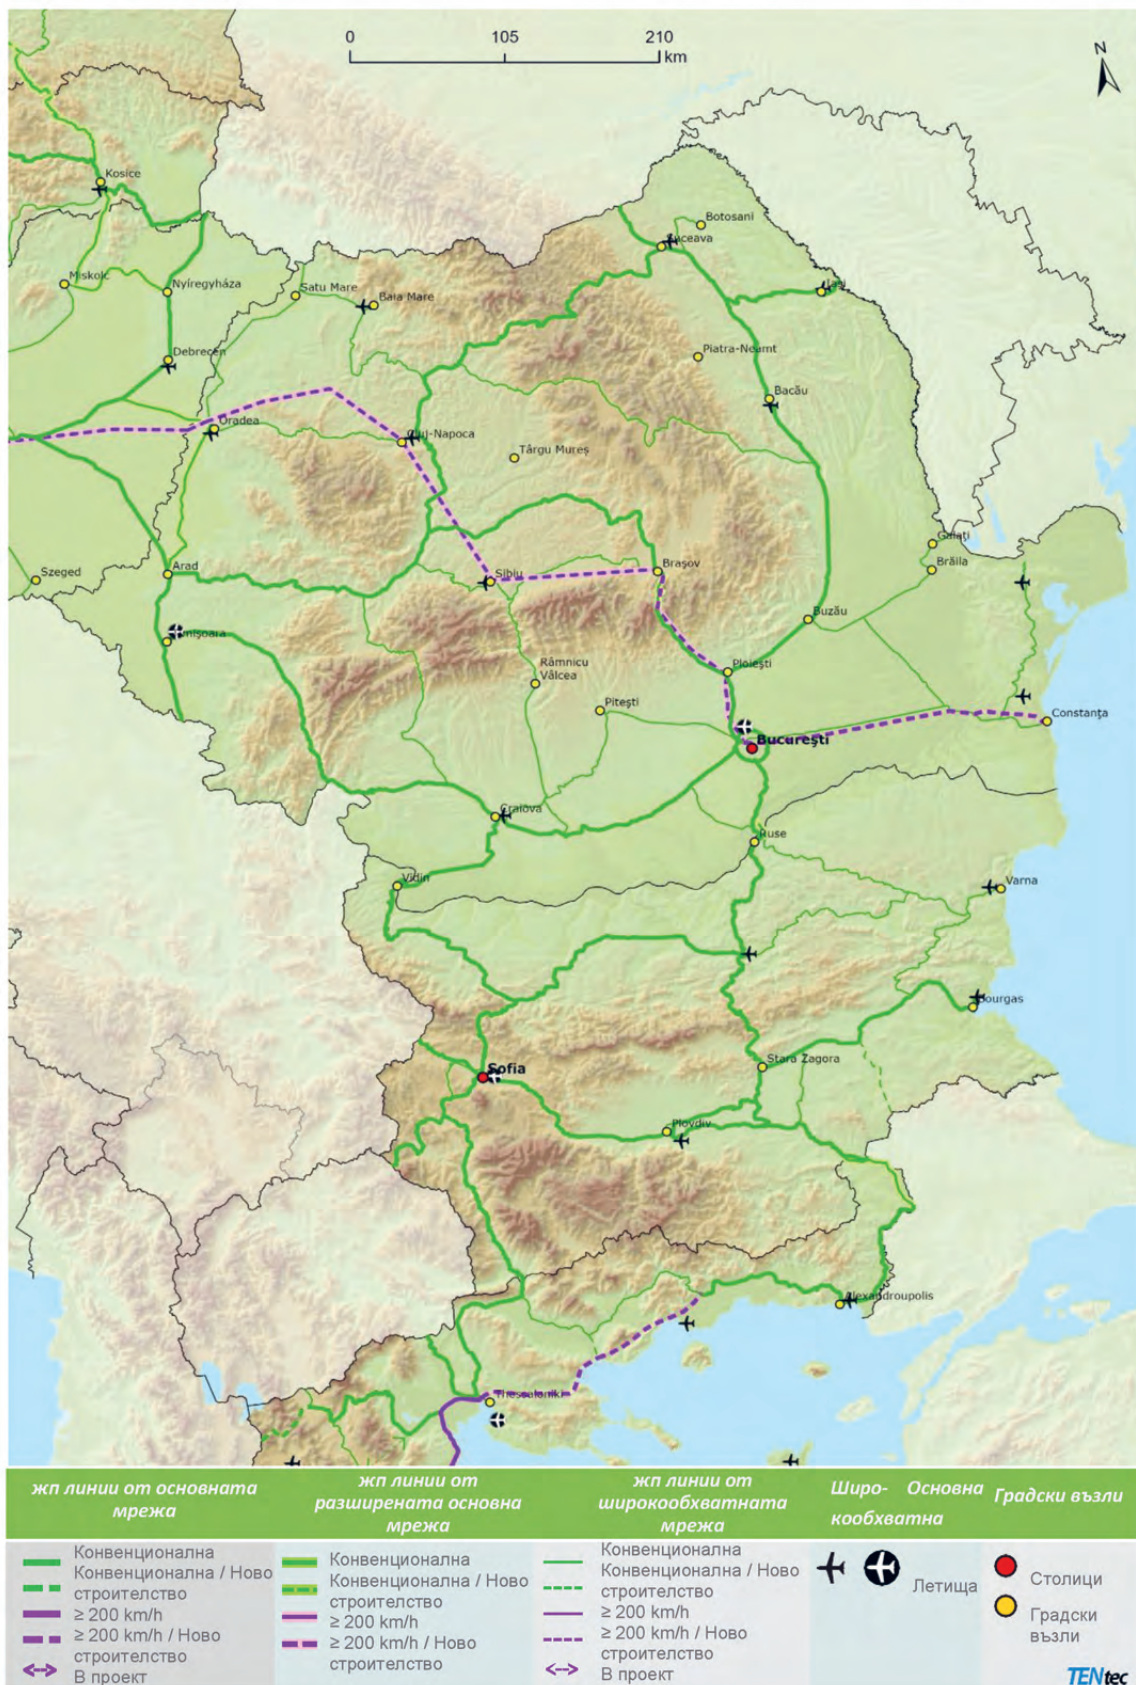 0 105 210
km
N
Kosice
Botosani
Suceava
Miskolc
Nyíregyháza
Satu Mare
Baia Mare
Iași
Debrecen
Piatra-Neamt
Bacău
Oradea
Cluj-Napoca
Târgu Mureș
Galați
Szeged
Arad
Sibiu
Brașov
Brăila
Timișoara
Buzău
Râmnicu
Vâlcea
Ploiești
Pitești
Constanța
București
Craiova
Ruse
Vidin
Varna
Bourgas
Sofia
Stara Zagora
Plovdiv
Alexandroupolis
Thessaloniki
жп линии от основната
мрежа
жп линии от
разширената основна
мрежа
жп линии от
широкообхватната
мрежа
Широ-
кообхватна
Основна
Градски възли
Конвенционална
Конвенционална / Ново
строителство
≥ 200 km/h
≥ 200 km/h / Ново
строителство
В проект
Конвенционална
Конвенционална / Ново
строителство
≥ 200 km/h
≥ 200 km/h / Ново
строителство
Конвенционална
Конвенционална / Ново
строителство
≥ 200 km/h
≥ 200 km/h / Ново
строителство
В проект
Летища
Столици
Градски
възли
TENtec